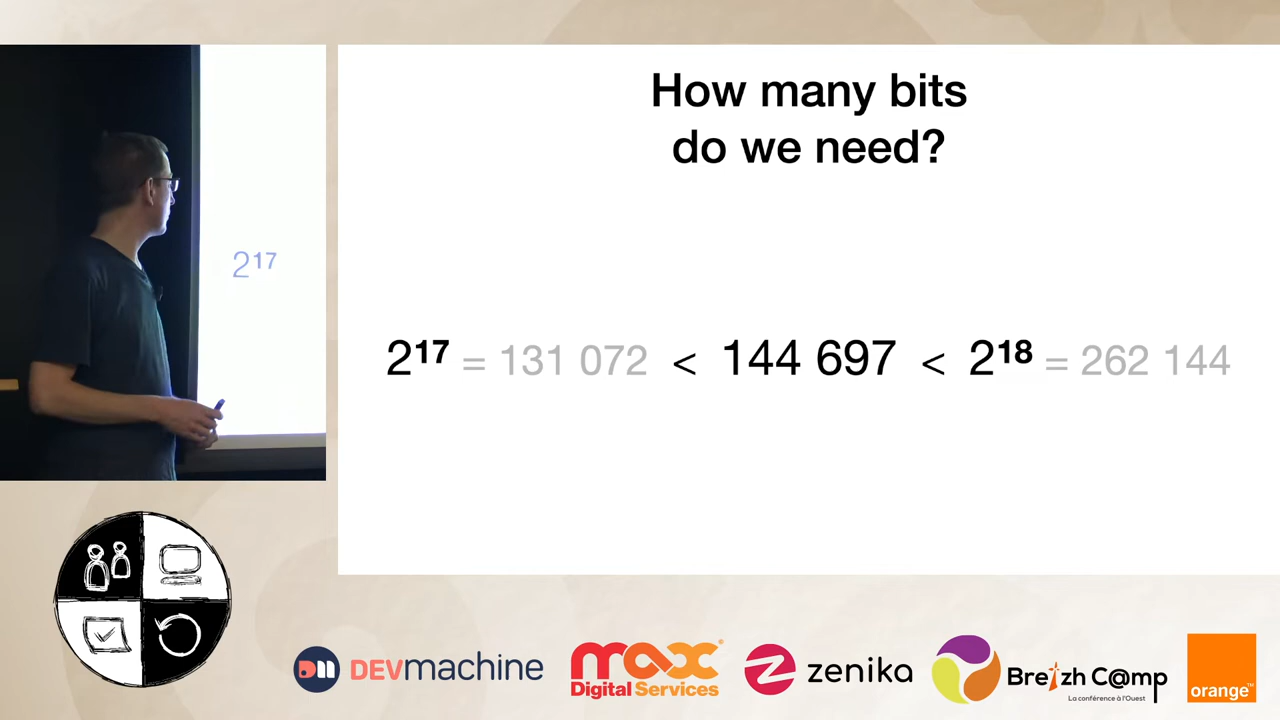 How many bits
do we need?
2¹⁷
2¹⁷ = 131 072 < 144 697 < 2¹⁸ = 262 144
DEVmachine
max
Digital Services
zenika
Breizh C@mp
La conférence à l'Ouest
orange™